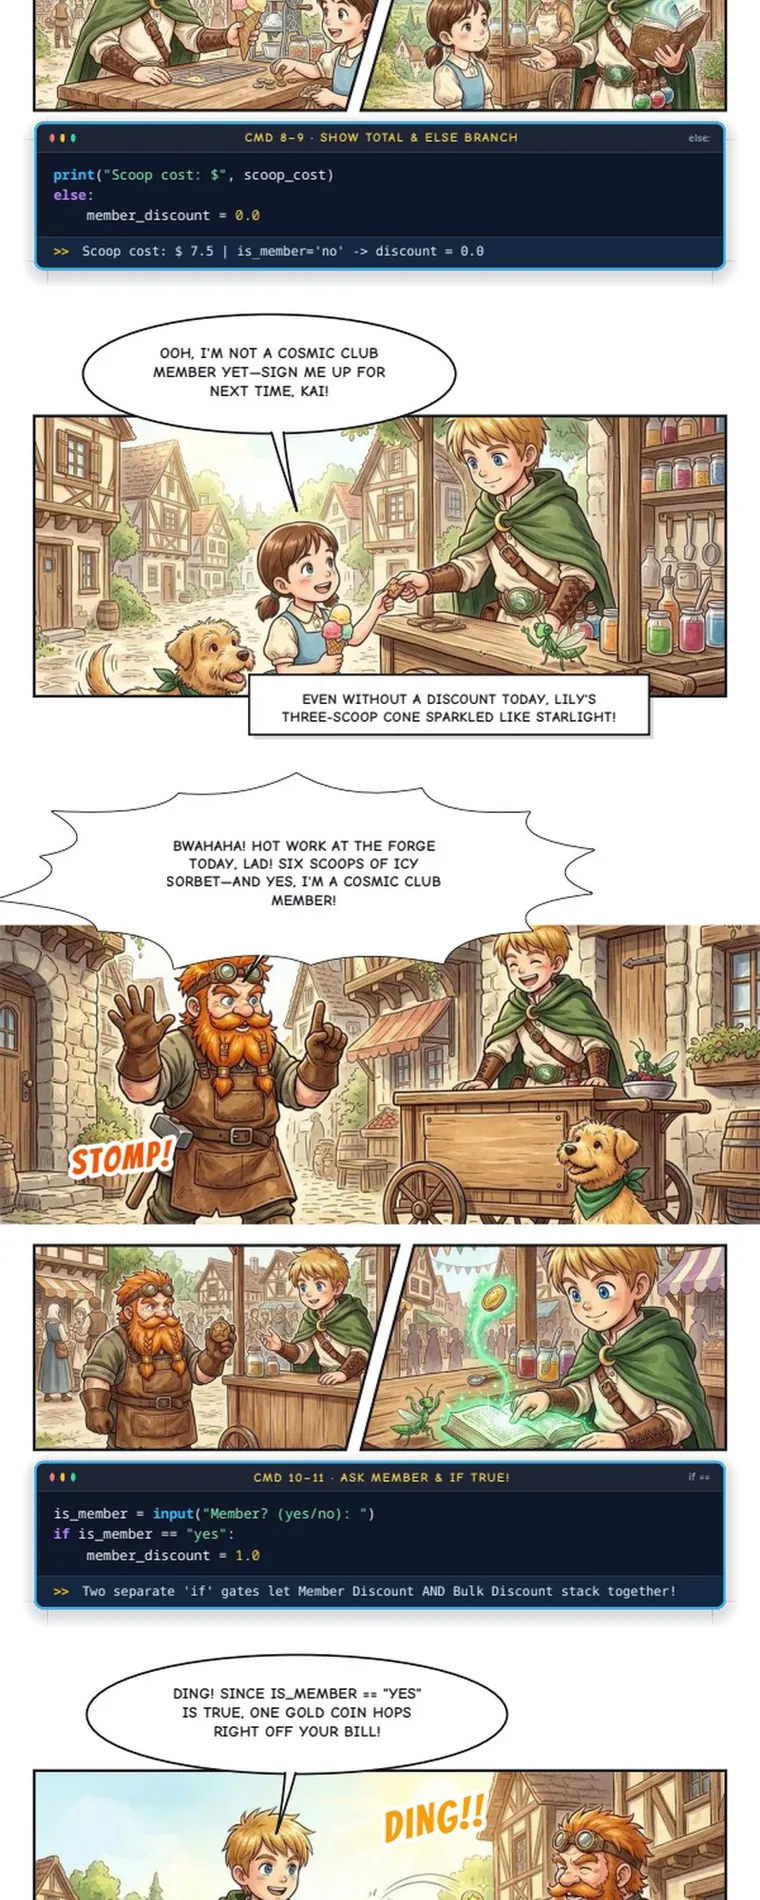 CMD 8–9 · SHOW TOTAL & ELSE BRANCH
else:
print("Scoop cost: $", scoop_cost)
else:
    member_discount = 0.0
>> Scoop cost: $ 7.5 | is_member='no' -> discount = 0.0
OOH, I'M NOT A COSMIC CLUB
MEMBER YET—SIGN ME UP FOR
NEXT TIME, KAI!
EVEN WITHOUT A DISCOUNT TODAY, LILY'S
THREE-SCOOP CONE SPARKLED LIKE STARLIGHT!
BWAHAHA! HOT WORK AT THE FORGE
TODAY, LAD! SIX SCOOPS OF ICY
SORBET—AND YES, I'M A COSMIC CLUB
MEMBER!
STOMP!
CMD 10–11 · ASK MEMBER & IF TRUE!
if ==
is_member = input("Member? (yes/no): ")
if is_member == "yes":
    member_discount = 1.0
>> Two separate 'if' gates let Member Discount AND Bulk Discount stack together!
DING! SINCE IS_MEMBER == "YES"
IS TRUE, ONE GOLD COIN HOPS
RIGHT OFF YOUR BILL!
DING!!